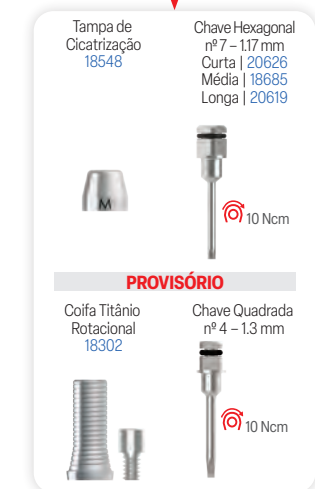 Tampa de
Cicatrização
18548
Chave Hexagonal
nº 7 – 1.17 mm
Curta | 20626
Média | 18685
Longa | 20619
M
10 Ncm
PROVISÓRIO
Coifa Titânio
Rotacional
18302
Chave Quadrada
nº 4 – 1.3 mm
10 Ncm